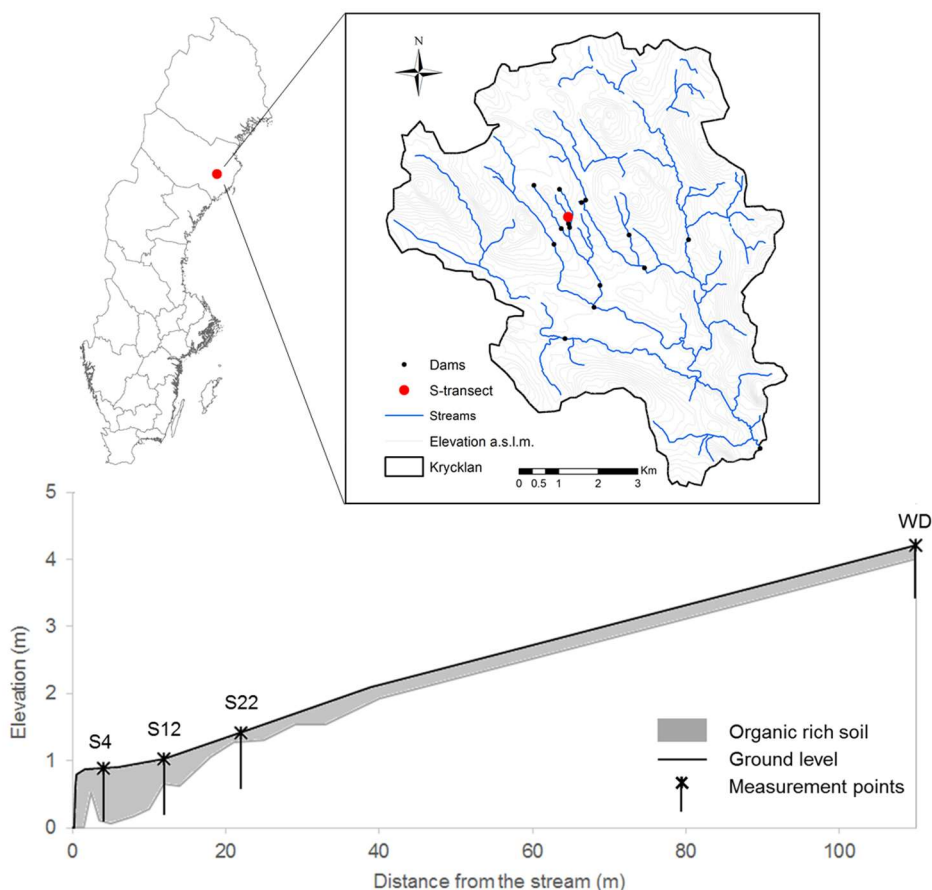 N
Dams
S-transect
Streams
Elevation a.s.l.m.
Krycklan
Km
0 0.5 1 2 3
5
4
3
2
1
0
Elevation (m)
WD
S22
S12
S4
Organic rich soil
Ground level
Measurement points
0 20 40 60 80 100
Distance from the stream (m)